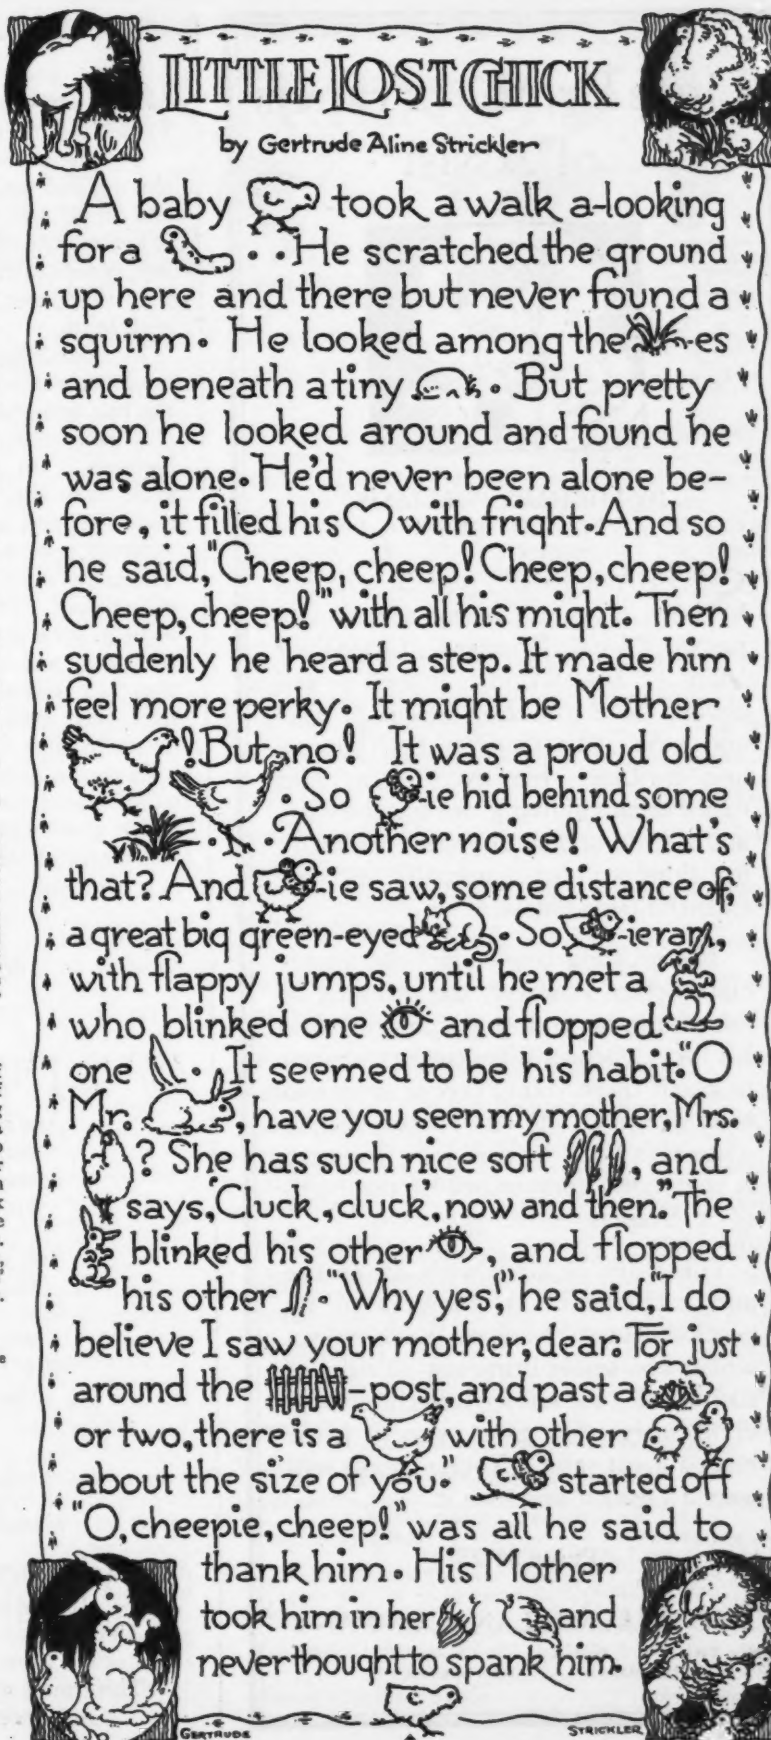 LITTLE LOST CHICK
by Gertrude Aline Strickler
A baby took a walk a-looking
for a . . He scratched the ground
up here and there but never found a
squirm. He looked among the -es
and beneath a tiny . But pretty
soon he looked around and found he
was alone. He'd never been alone be-
fore, it filled his with fright. And so
he said, "Cheep, cheep! Cheep, cheep!
Cheep, cheep!" with all his might. Then
suddenly he heard a step. It made him
feel more perky. It might be Mother
! But no! It was a proud old
. So -ie hid behind some
. Another noise! What's
that? And -ie saw, some distance off,
a great big green-eyed . So -ie ran,
with flappy jumps, until he met a
who blinked one and flopped
one . It seemed to be his habit. "O
Mr. , have you seen my mother, Mrs.
? She has such nice soft , and
says, 'Cluck, cluck', now and then." The
blinked his other , and flopped
his other . "Why yes!" he said, "I do
believe I saw your mother, dear. For just
around the -post, and past a
or two, there is a with other
about the size of you." started off
"O, cheepie, cheep!" was all he said to
thank him. His Mother
took him in her and
never thought to spank him.
GERTRUDE STRICKLER